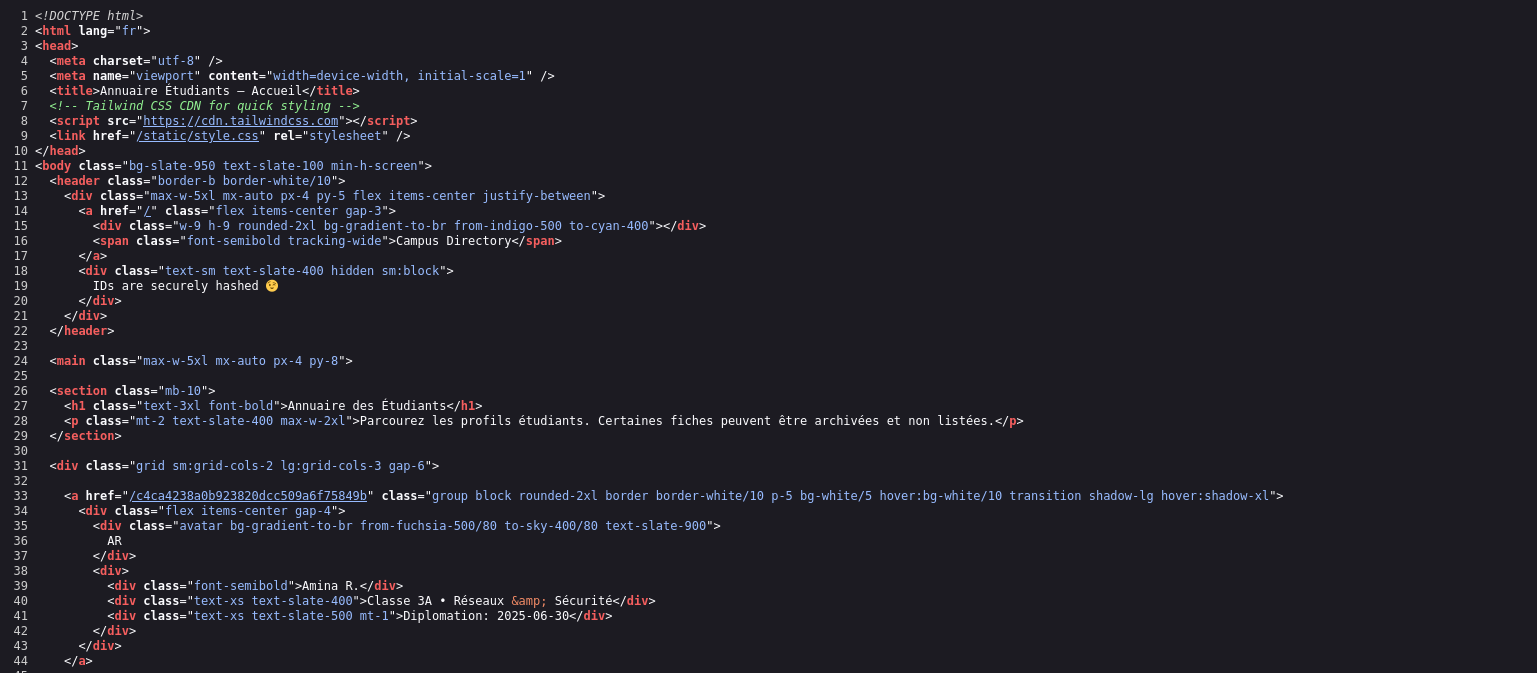 1 <!DOCTYPE html>
2 <html lang="fr">
3 <head>
4   <meta charset="utf-8" />
5   <meta name="viewport" content="width=device-width, initial-scale=1" />
6   <title>Annuaire Étudiants — Accueil</title>
7   <!-- Tailwind CSS CDN for quick styling -->
8   <script src="https://cdn.tailwindcss.com"></script>
9   <link href="/static/style.css" rel="stylesheet" />
10 </head>
11 <body class="bg-slate-950 text-slate-100 min-h-screen">
12   <header class="border-b border-white/10">
13     <div class="max-w-5xl mx-auto px-4 py-5 flex items-center justify-between">
14       <a href="/" class="flex items-center gap-3">
15         <div class="w-9 h-9 rounded-2xl bg-gradient-to-br from-indigo-500 to-cyan-400"></div>
16         <span class="font-semibold tracking-wide">Campus Directory</span>
17       </a>
18       <div class="text-sm text-slate-400 hidden sm:block">
19         IDs are securely hashed 🤨
20       </div>
21     </div>
22   </header>
23
24   <main class="max-w-5xl mx-auto px-4 py-8">
25
26   <section class="mb-10">
27     <h1 class="text-3xl font-bold">Annuaire des Étudiants</h1>
28     <p class="mt-2 text-slate-400 max-w-2xl">Parcourez les profils étudiants. Certaines fiches peuvent être archivées et non listées.</p>
29   </section>
30
31   <div class="grid sm:grid-cols-2 lg:grid-cols-3 gap-6">
32
33     <a href="/c4ca4238a0b923820dcc509a6f75849b" class="group block rounded-2xl border border-white/10 p-5 bg-white/5 hover:bg-white/10 transition shadow-lg hover:shadow-xl">
34       <div class="flex items-center gap-4">
35         <div class="avatar bg-gradient-to-br from-fuchsia-500/80 to-sky-400/80 text-slate-900">
36           AR
37         </div>
38         <div>
39           <div class="font-semibold">Amina R.</div>
40           <div class="text-xs text-slate-400">Classe 3A • Réseaux &amp; Sécurité</div>
41           <div class="text-xs text-slate-500 mt-1">Diplomation: 2025-06-30</div>
42         </div>
43       </div>
44     </a>